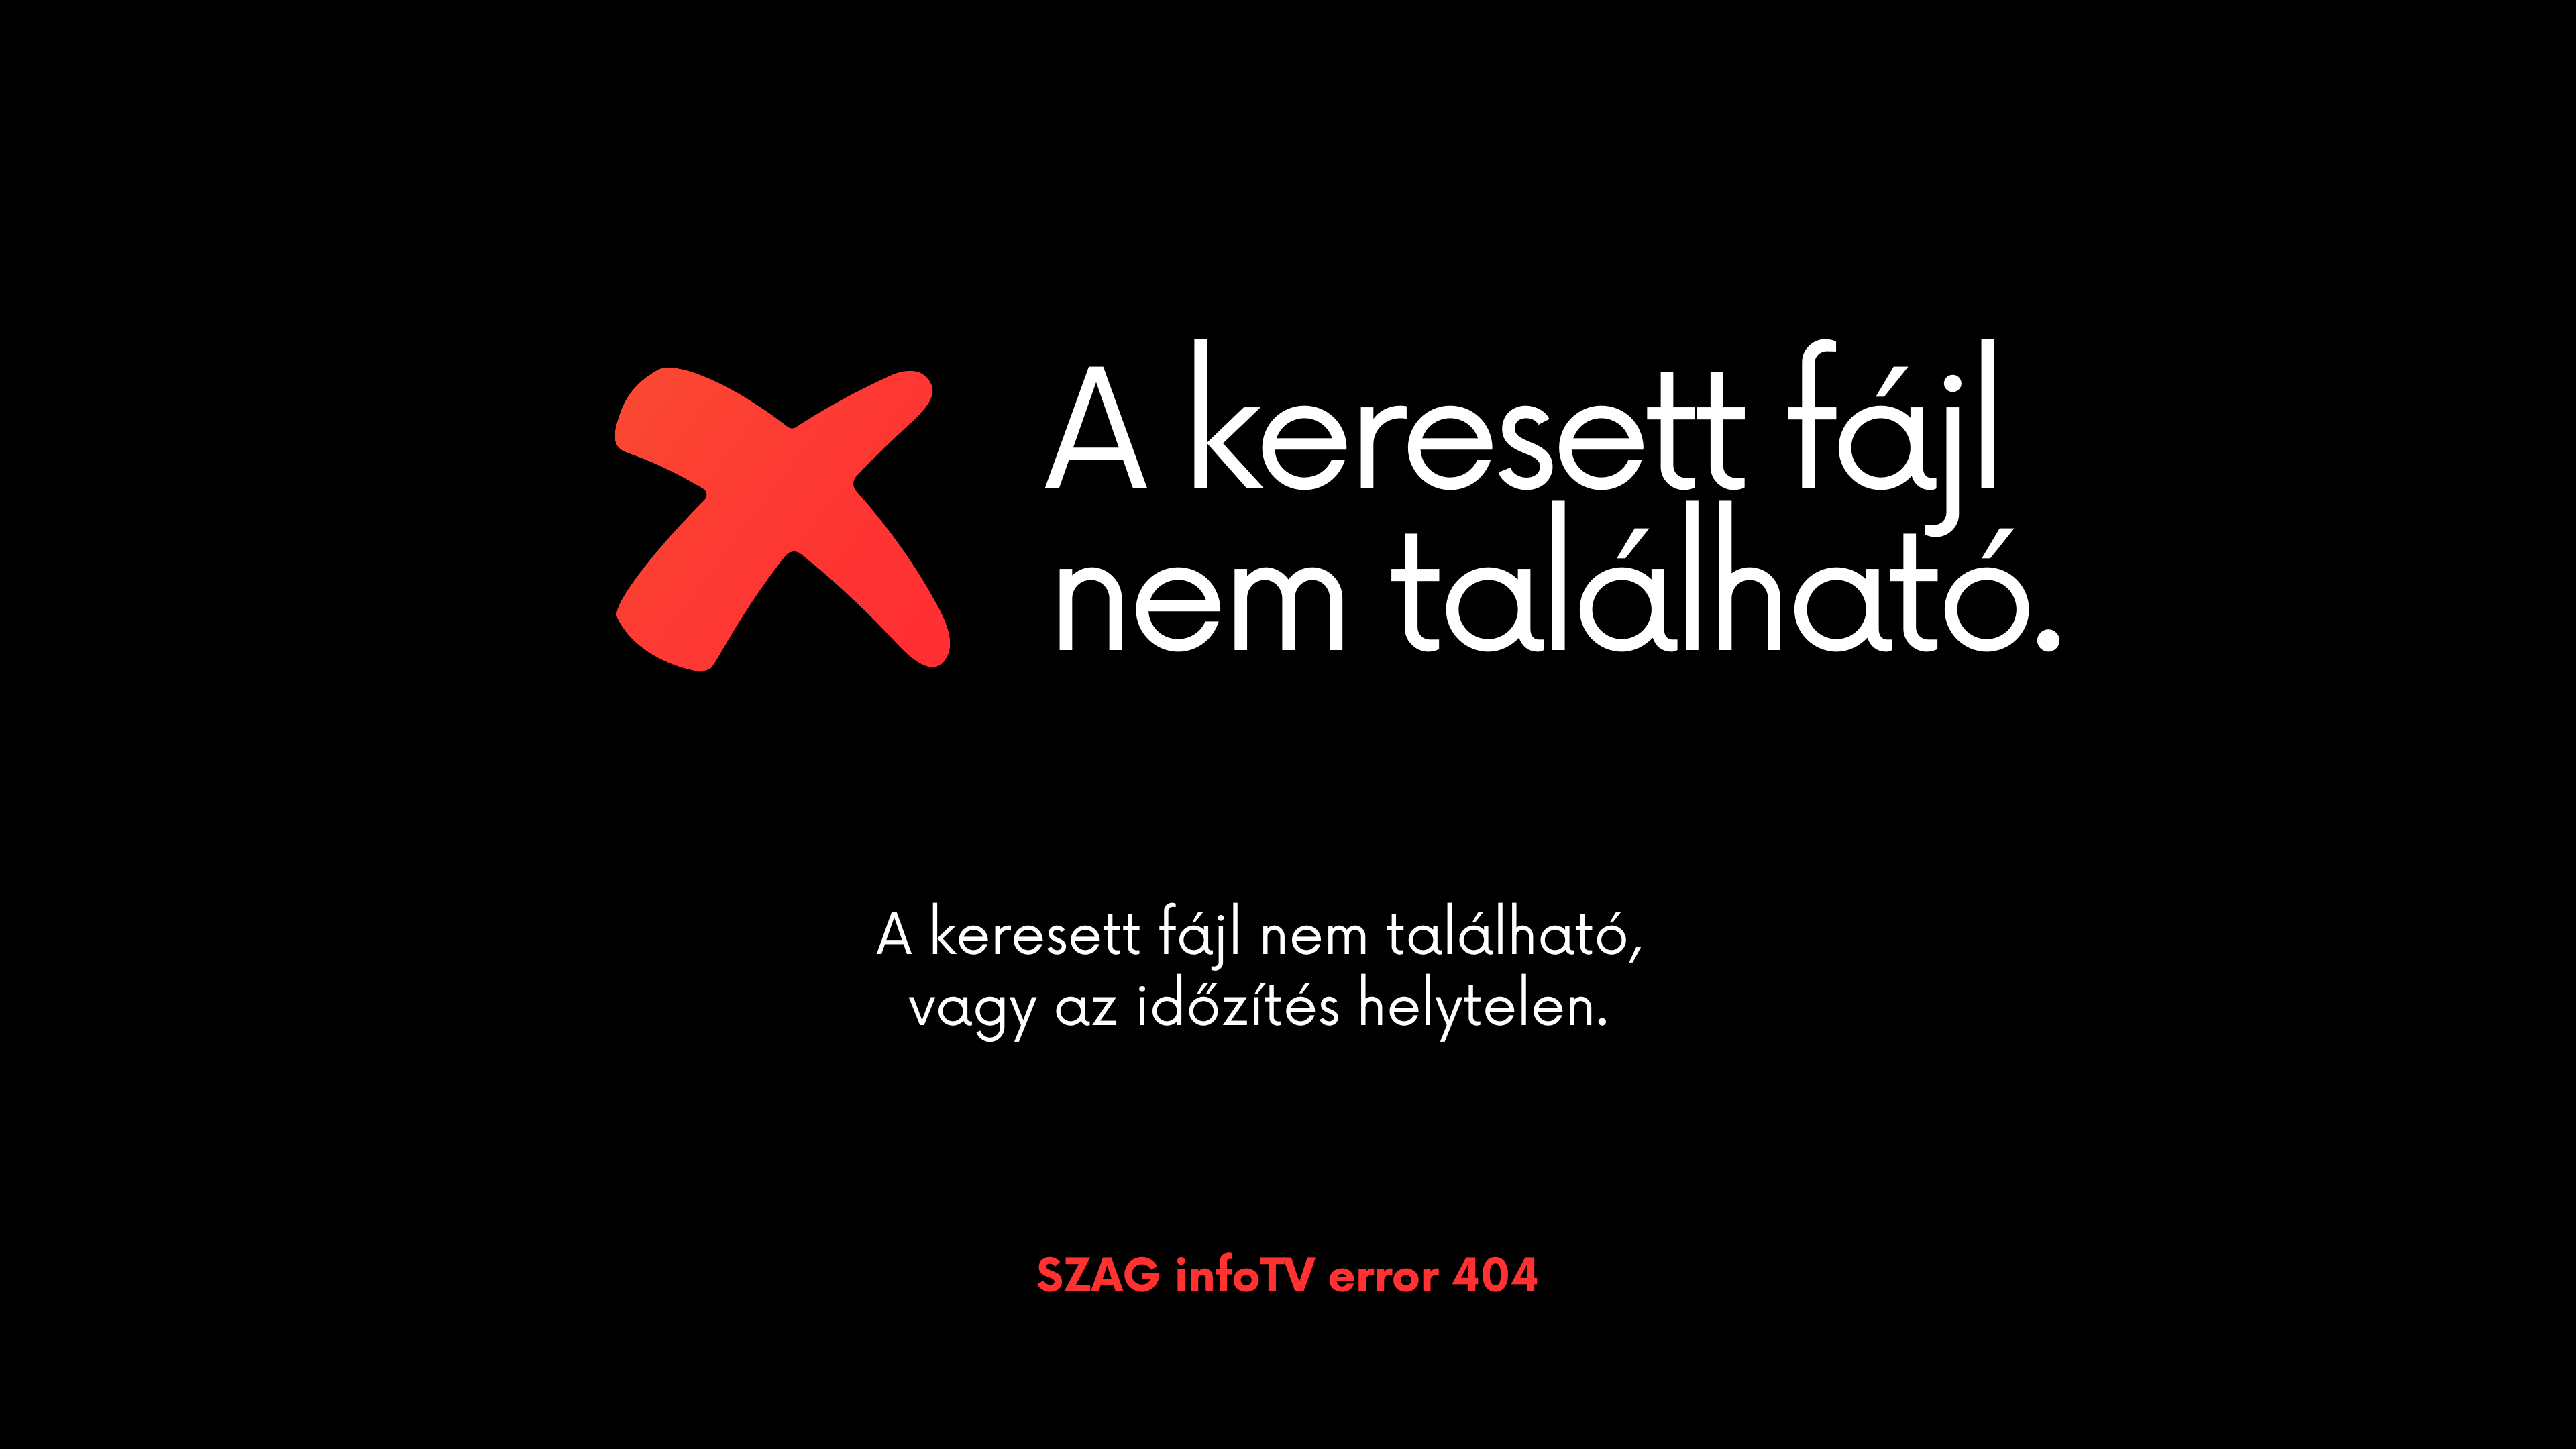 A keresett fájl
nem található.
A keresett fájl nem található,
vagy az időzítés helytelen.
SZAG infoTV error 404